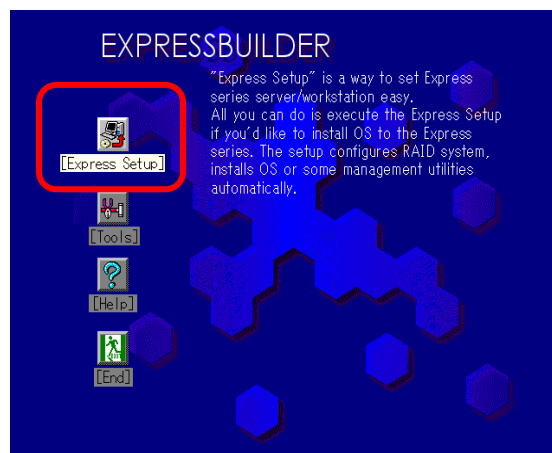 EXPRESSBUILDER
"Express Setup" is a way to set Express
series server/workstation easy.
All you can do is execute the Express Setup
if you'd like to install OS to the Express
series. The setup configures RAID system,
installs OS or some management utilities
automatically.
[Express Setup]
[Tools]
[Help]
[End]